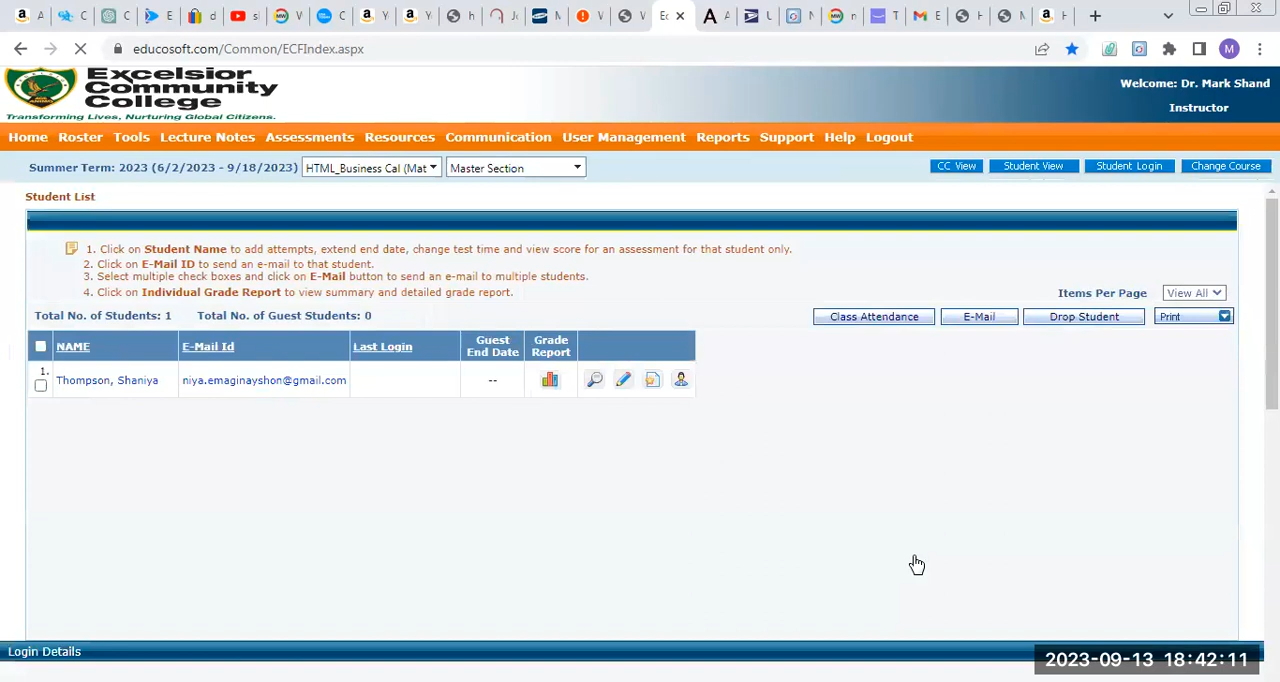 educosoft.com/Common/ECFIndex.aspx
M
Excelsior
Community
College
Transforming Lives, Nurturing Global Citizens.
Welcome: Dr. Mark Shand
Instructor
Home Roster Tools Lecture Notes Assessments Resources Communication User Management Reports Support Help Logout
Summer Term: 2023 (6/2/2023 - 9/18/2023) HTML_Business Cal (Mat Master Section CC View Student View Student Login Change Course
Student List
1. Click on Student Name to add attempts, extend end date, change test time and view score for an assessment for that student only.
2. Click on E-Mail ID to send an e-mail to that student.
3. Select multiple check boxes and click on E-Mail button to send an e-mail to multiple students.
4. Click on Individual Grade Report to view summary and detailed grade report.
Items Per Page View All
Total No. of Students: 1 Total No. of Guest Students: 0
Class Attendance E-Mail Drop Student Print
NAME E-Mail Id Last Login Guest End Date Grade Report
1. Thompson, Shaniya niya.emaginayshon@gmail.com --
Login Details
2023-09-13 18:42:11